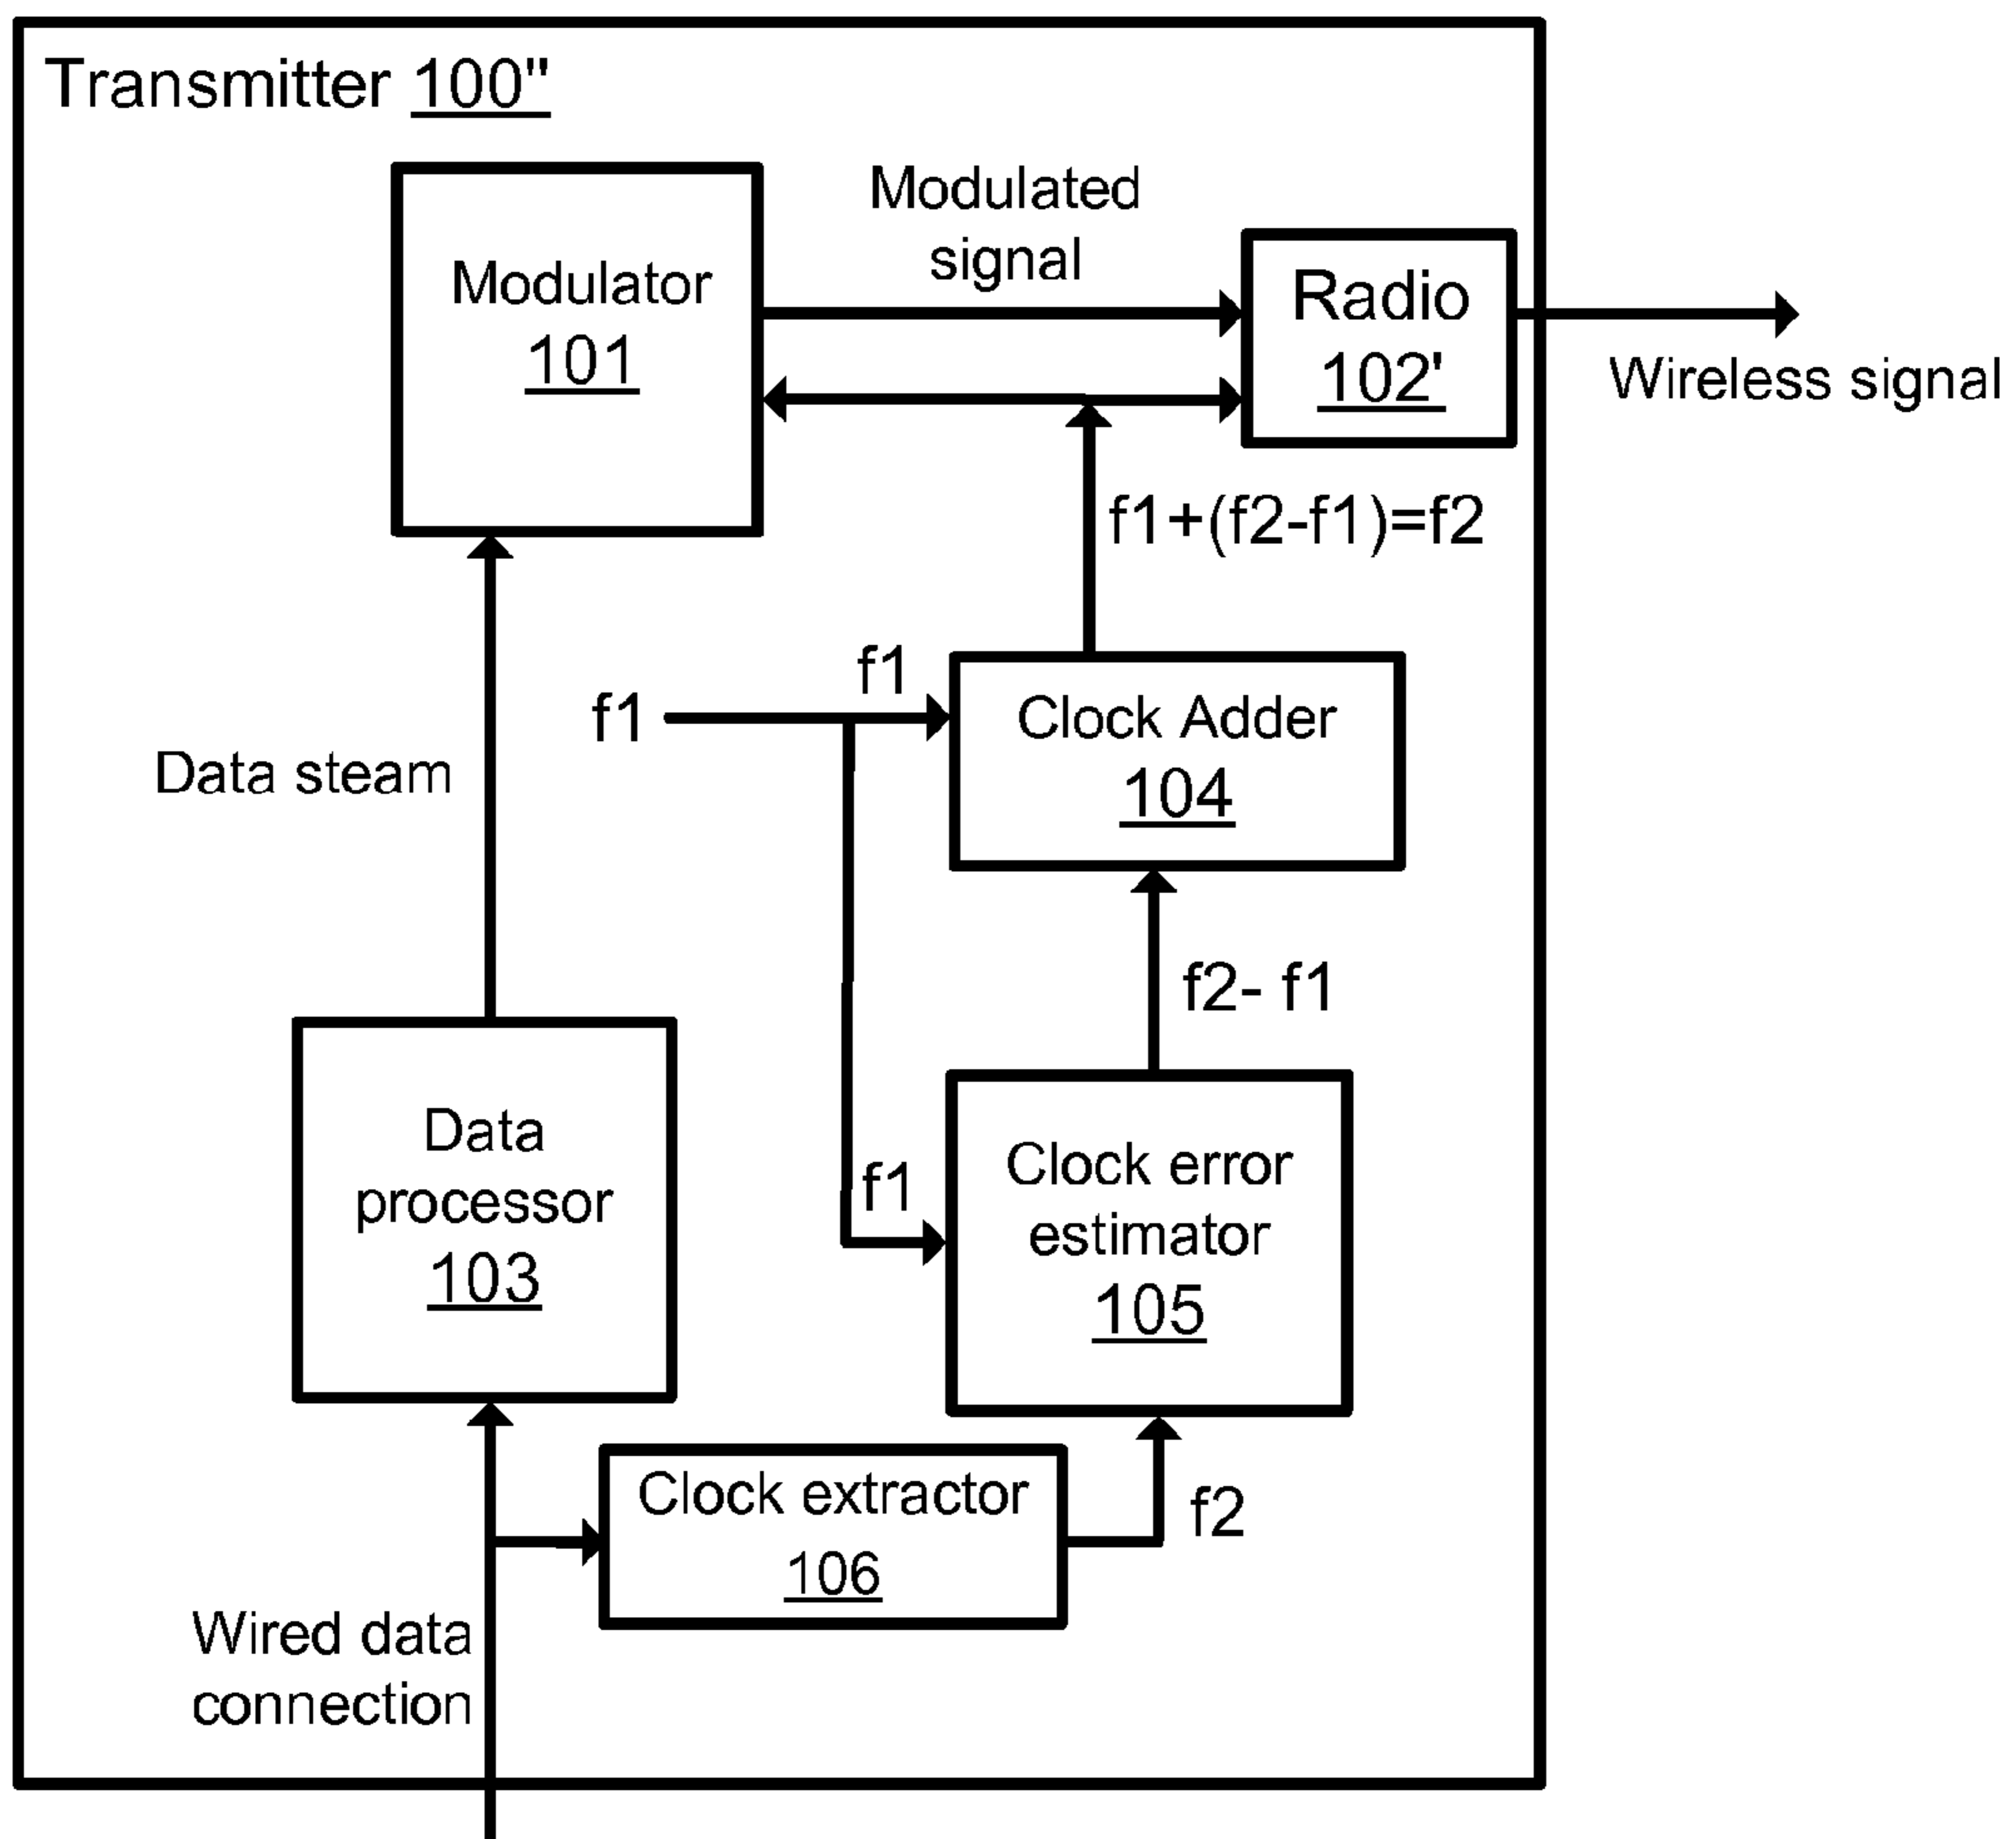 Transmitter 100"
Modulator
101
Modulated
signal
Radio
102'
Wireless signal
f1+(f2-f1)=f2
f1
f1
Clock Adder
104
Data steam
f2- f1
Data
processor
103
f1
Clock error
estimator
105
Clock extractor
106
f2
Wired data
connection